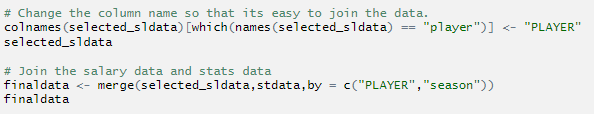 # Change the column name so that its easy to join the data.
colnames(selected_sldata)[which(names(selected_sldata) == "player")] <- "PLAYER"
selected_sldata
# Join the salary data and stats data
finaldata <- merge(selected_sldata,stdata,by = c("PLAYER","season"))
finaldata